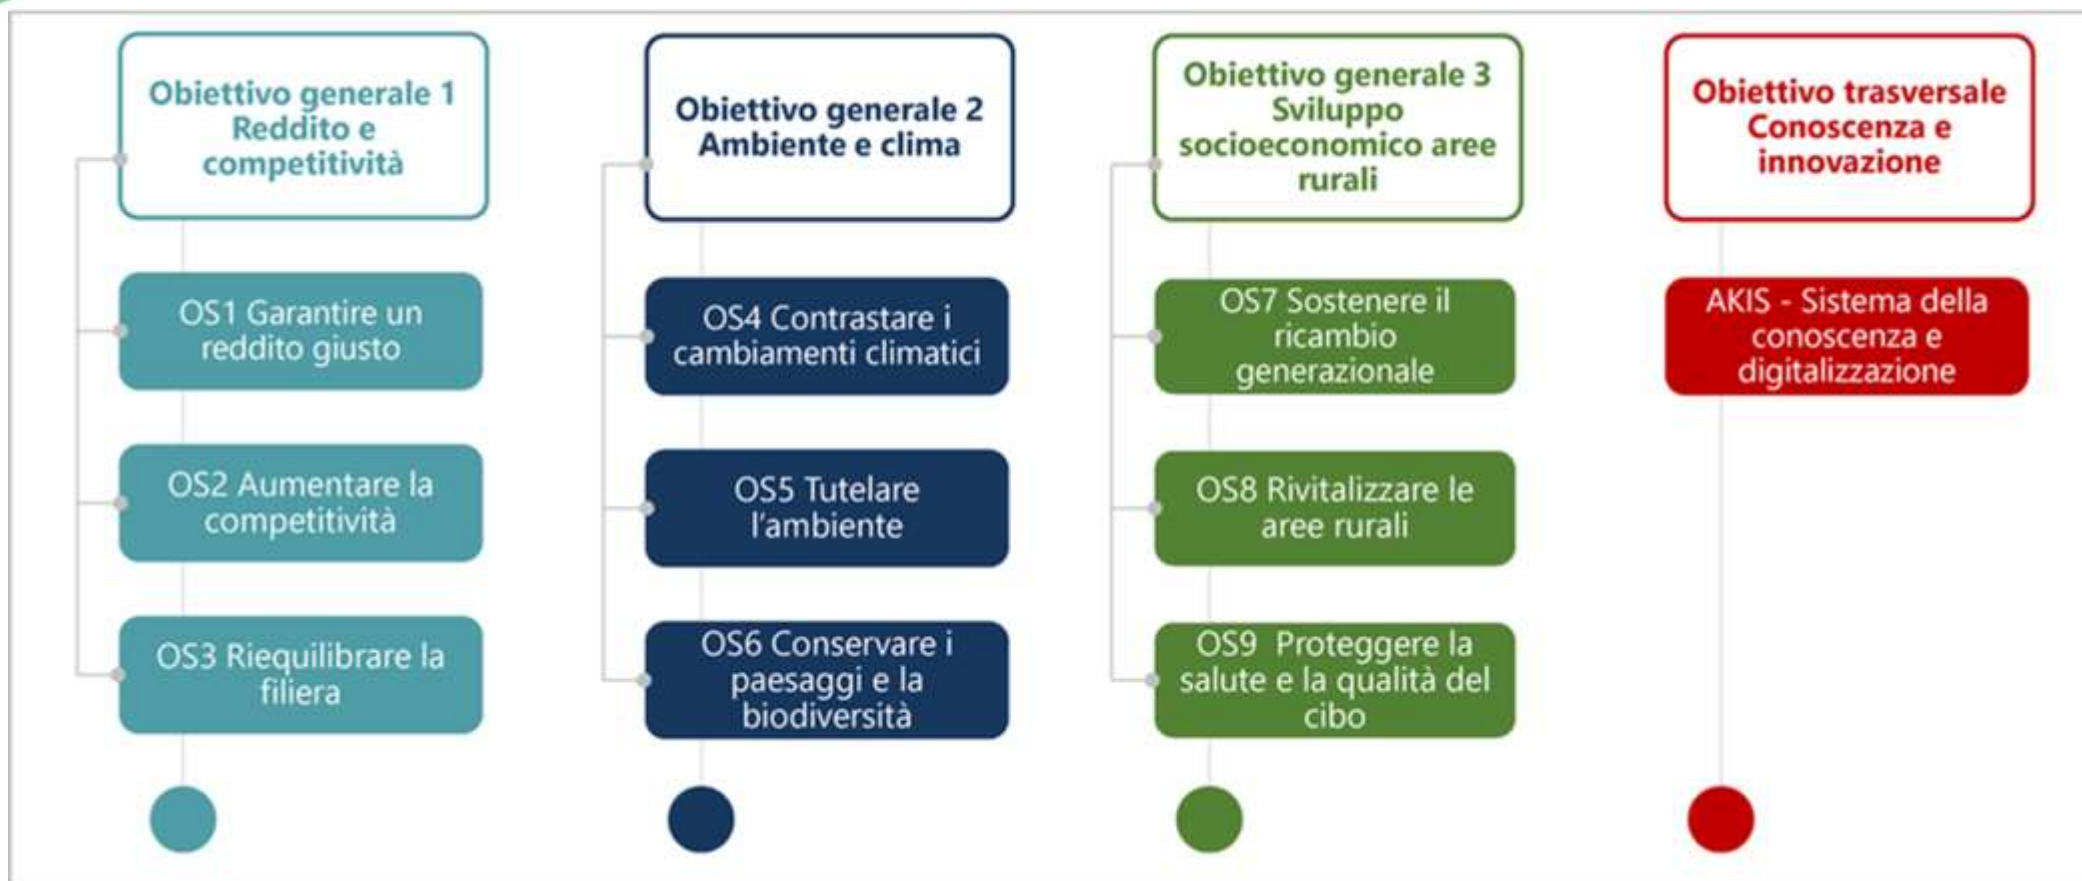 Obiettivo generale 1
Reddito e
competitività
OS1 Garantire un
reddito giusto
OS2 Aumentare la
competitività
OS3 Riequilibrare la
filiera
Obiettivo generale 2
Ambiente e clima
OS4 Contrastare i
cambiamenti climatici
OS5 Tutelare
l'ambiente
OS6 Conservare i
paesaggi e la
biodiversità
Obiettivo generale 3
Sviluppo
socioeconomico aree
rurali
OS7 Sostenere il
ricambio
generazionale
OS8 Rivitalizzare le
aree rurali
OS9 Proteggere la
salute e la qualità del
cibo
Obiettivo trasversale
Conoscenza e
innovazione
AKIS - Sistema della
conoscenza e
digitalizzazione